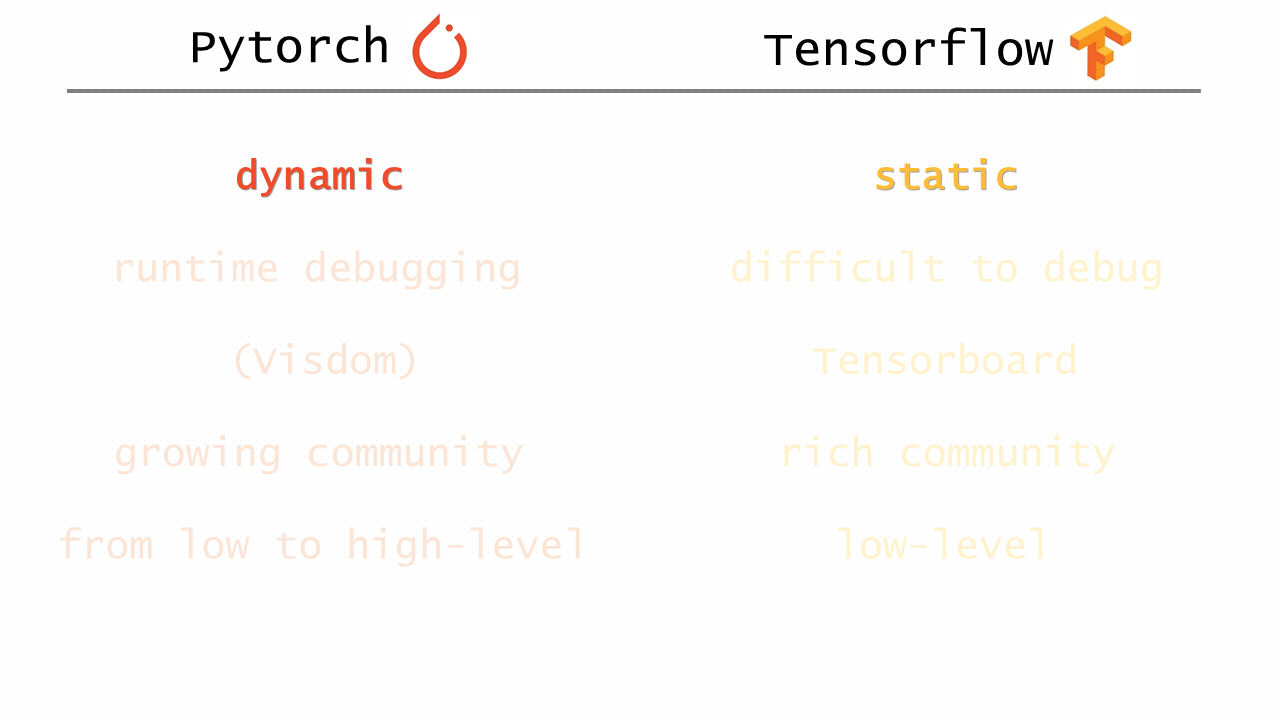 Pytorch Tensorflow
dynamic static
runtime debugging difficult to debug
(Visdom) Tensorboard
growing community rich community
from low to high-level low-level